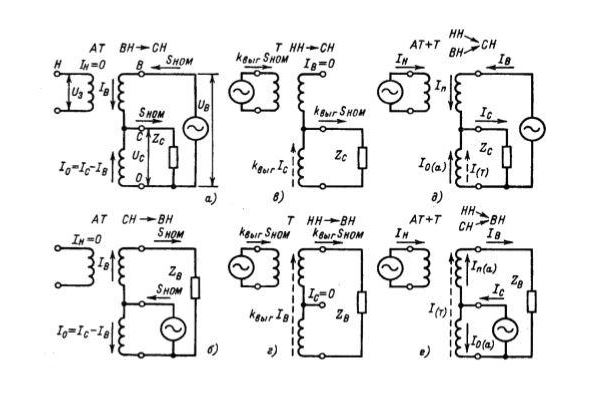 АТ ВН→СН
Н
I_Н=0
В
S_НОМ
U_З
I_В
U_В
S_НОМ
С
Z_С
U_С
I_О=I_С–I_В
О
а)
Т НН→СН
k_выг S_НОМ
I_В=0
k_выг S_НОМ
k_выг I_С
Z_С
в)
АТ+Т
НН
ВН
СН
I_Н
I_В
I_п
I_С
Z_С
I_О(а)
I_(Т)
д)
АТ СН→ВН
I_Н=0
S_НОМ
I_В
Z_В
S_НОМ
I_О=I_С–I_В
б)
Т НН→ВН
k_выг S_НОМ
k_выг S_НОМ
I_С=0
k_выг I_В
Z_В
г)
АТ+Т
НН
СН
ВН
I_Н
I_В
I_п(а)
Z_В
I_С
I_(Т)
I_О(а)
е)